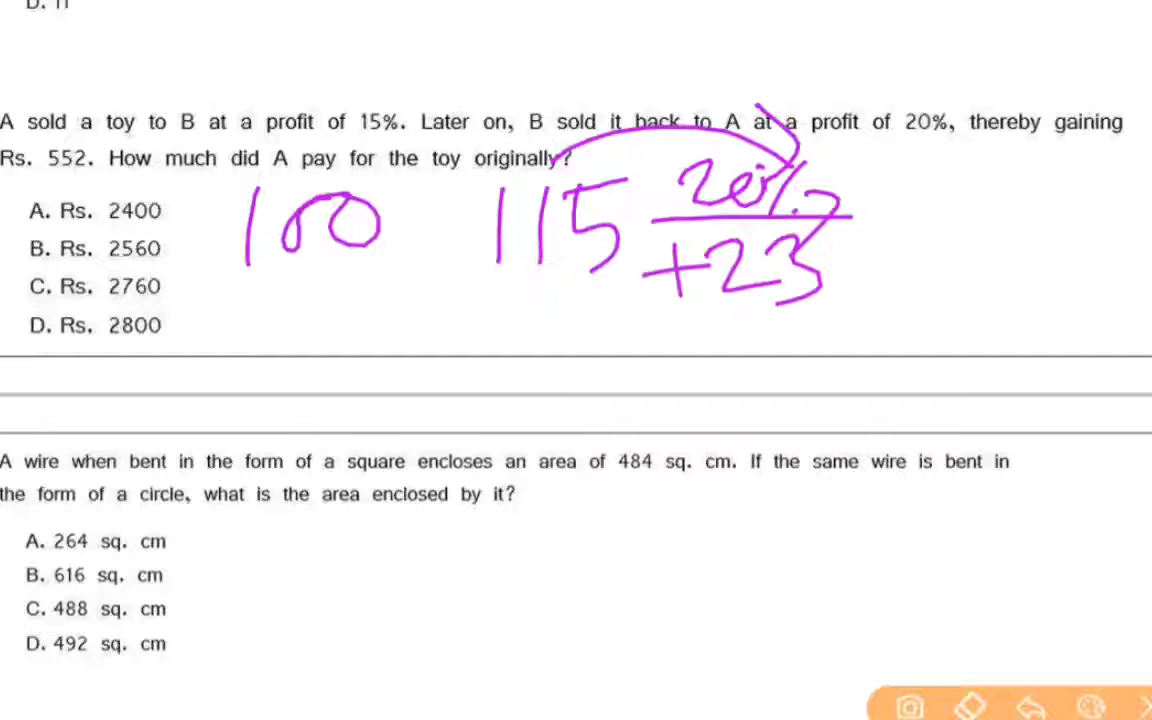 D. 11
A sold a toy to B at a profit of 15%. Later on, B sold it back to A at a profit of 20%, thereby gaining
Rs. 552. How much did A pay for the toy originally?
A. Rs. 2400
B. Rs. 2560
C. Rs. 2760
D. Rs. 2800
100 115 20%
+23
A wire when bent in the form of a square encloses an area of 484 sq. cm. If the same wire is bent in
the form of a circle, what is the area enclosed by it?
A. 264 sq. cm
B. 616 sq. cm
C. 488 sq. cm
D. 492 sq. cm